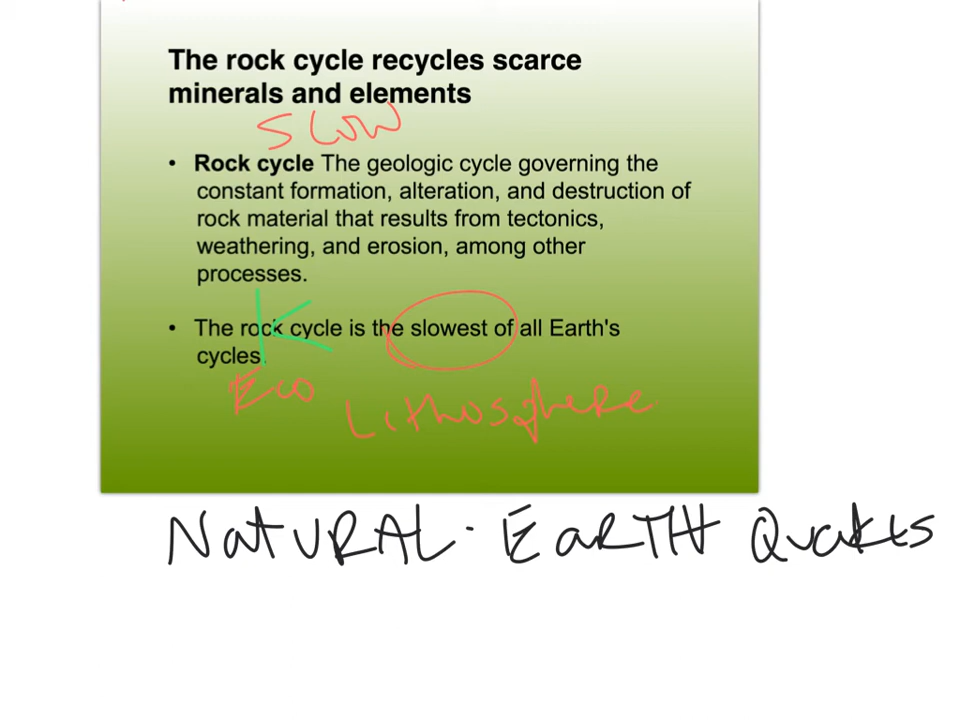 The rock cycle recycles scarce
minerals and elements
SLOW
• Rock cycle The geologic cycle governing the
constant formation, alteration, and destruction of
rock material that results from tectonics,
weathering, and erosion, among other
processes.
K
• The rock cycle is the slowest of all Earth's
cycles.
Eco
Lithosphere
NatURAL. EaRTH QuakEs